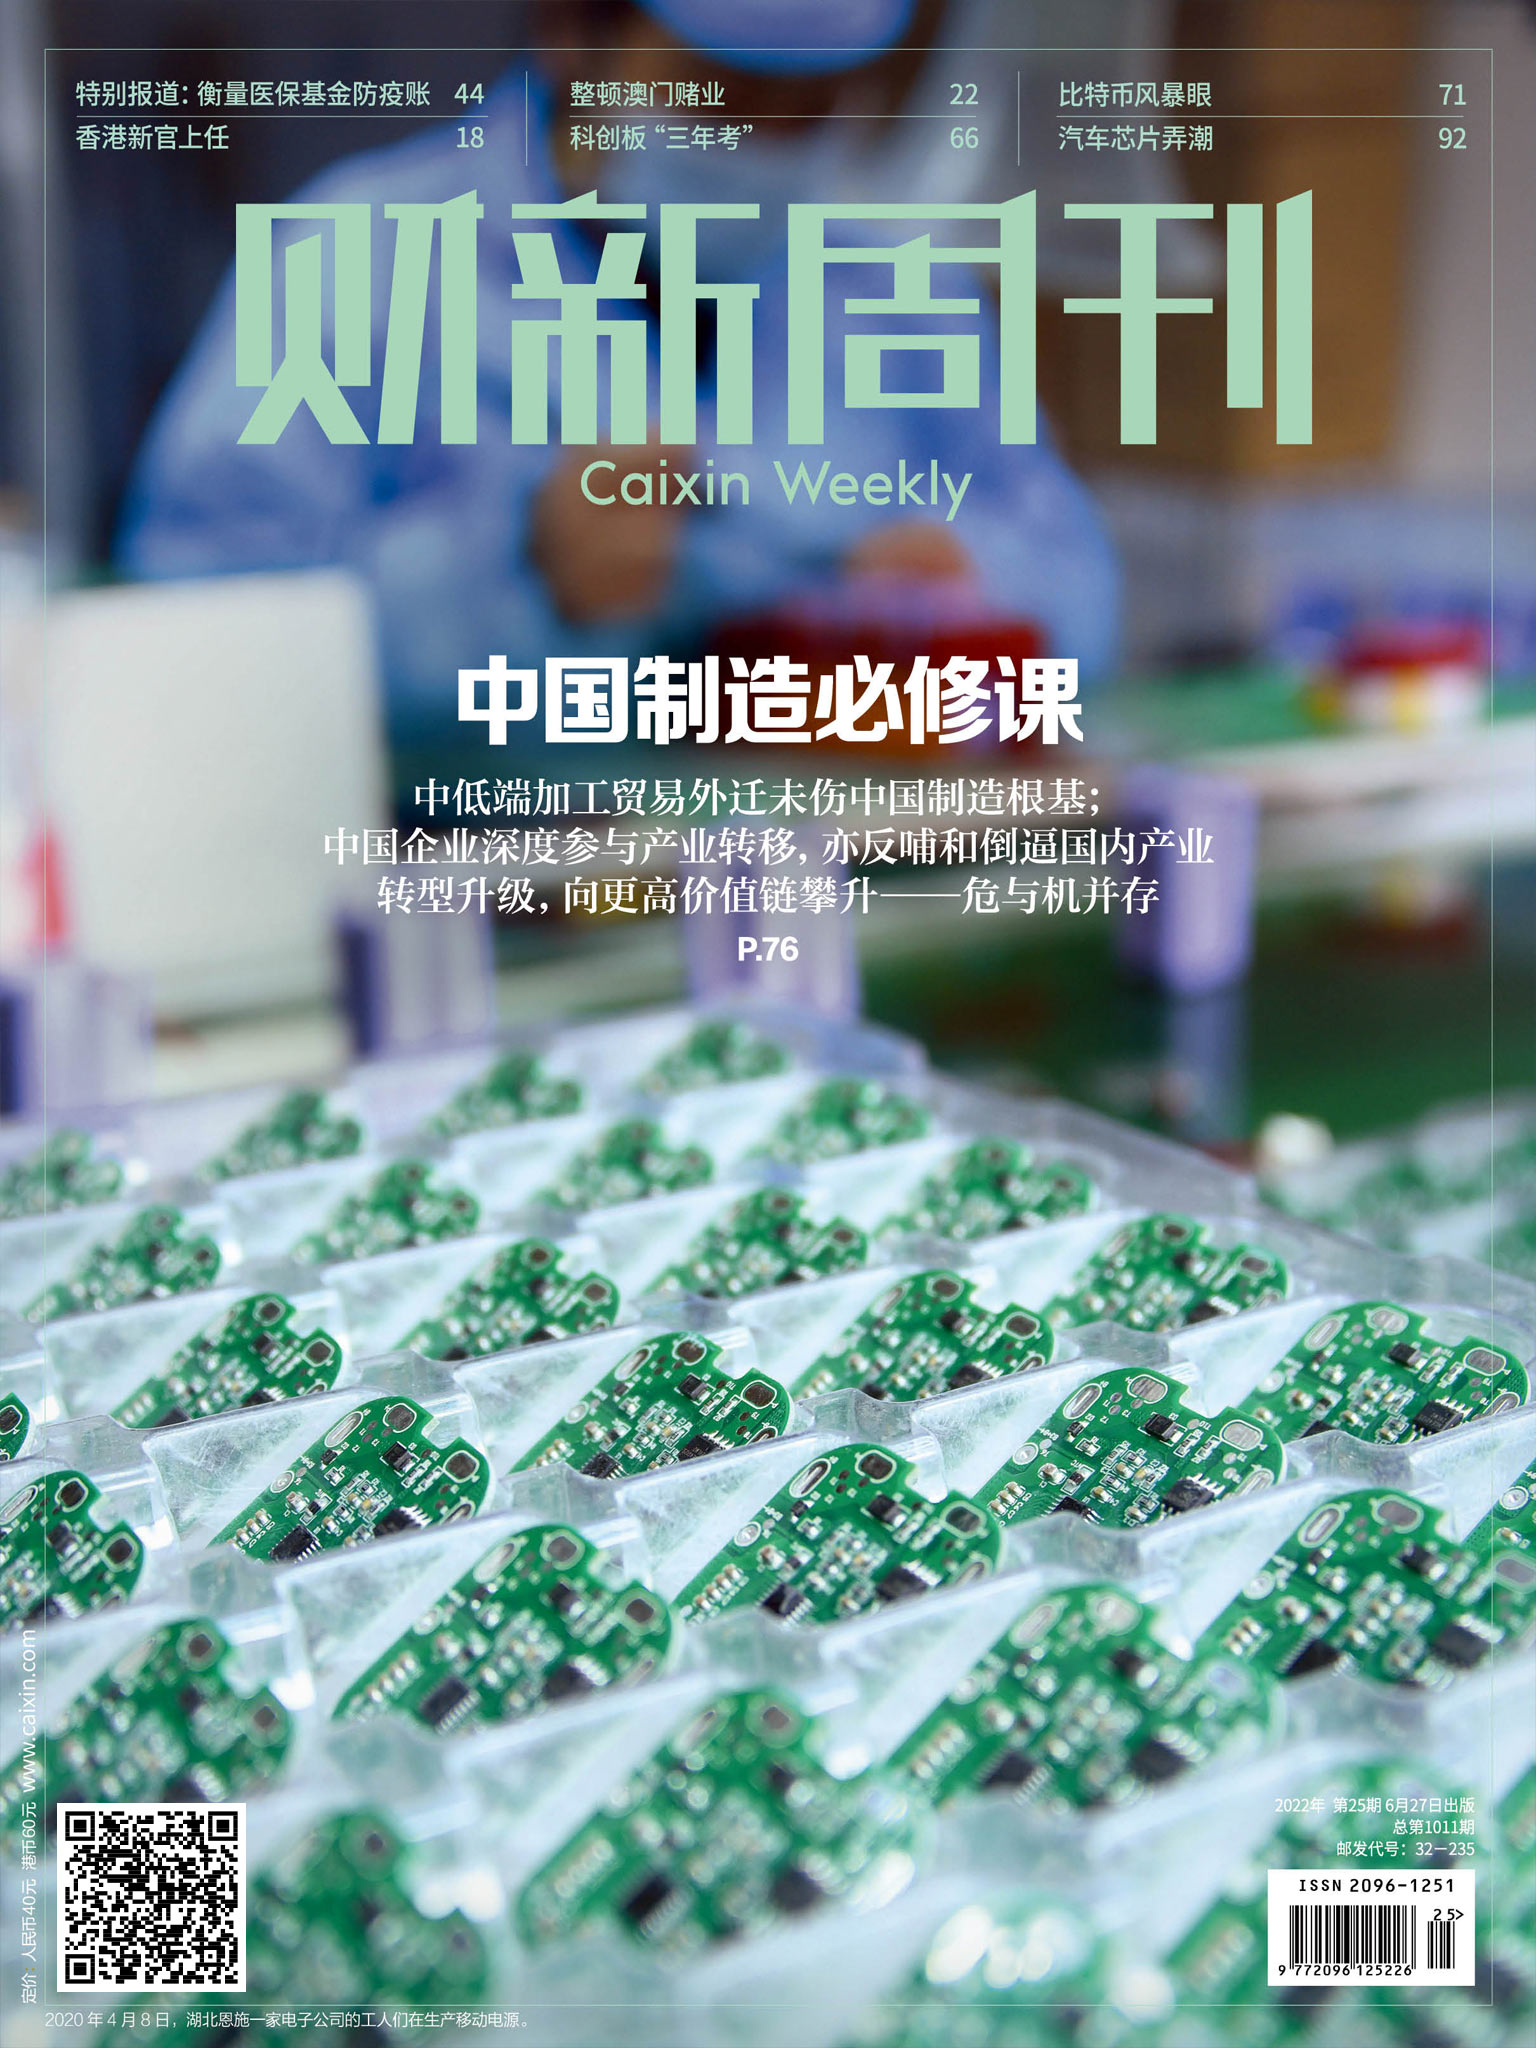 特别报道：衡量医保基金防疫账 44
香港新官上任 18
整顿澳门赌业 22
科创板“三年考” 66
比特币风暴眼 71
汽车芯片弄潮 92
财新周刊
Caixin Weekly
中国制造必修课
中低端加工贸易外迁未伤中国制造根基；
中国企业深度参与产业转移，亦反哺和倒逼国内产业
转型升级，向更高价值链攀升——危与机并存
P.76
定价：人民币40元 港币60元 www.caixin.com
2022年 第25期 6月27日出版
总第1011期
邮发代号：32－235
ISSN 2096-1251
25>
9 772096 125226
2020 年 4 月 8 日，湖北恩施一家电子公司的工人们在生产移动电源。